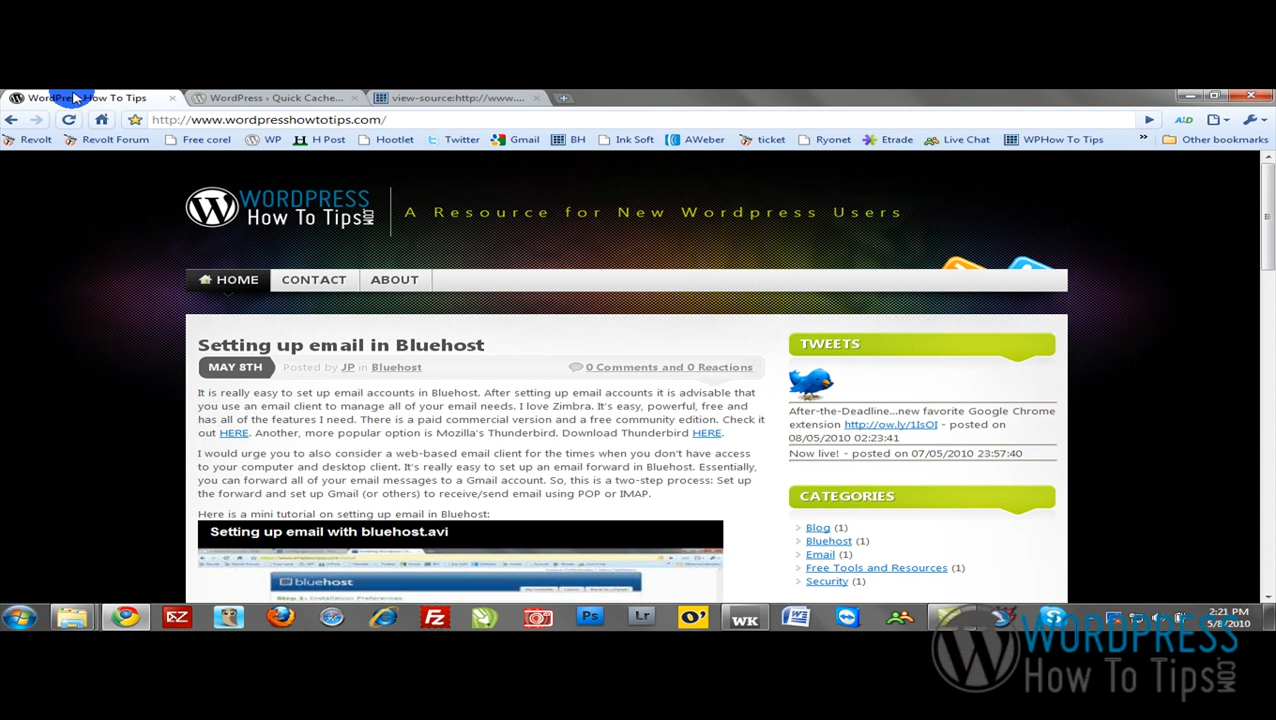 WordPress How To Tips
WordPress › Quick Cache...
view-source:http://www....
http://www.wordpresshowtotips.com/
Revolt Revolt Forum Free corel WP H Post Hootlet Twitter Gmail BH Ink Soft AWeber ticket Ryonet Etrade Live Chat WPHow To Tips » Other bookmarks
WORDPRESS
How To Tips.COM
A Resource for New Wordpress Users
HOME CONTACT ABOUT
Setting up email in Bluehost
MAY 8TH Posted by JP in Bluehost 0 Comments and 0 Reactions
It is really easy to set up email accounts in Bluehost. After setting up email accounts it is advisable that
you use an email client to manage all of your email needs. I love Zimbra. It's easy, powerful, free and
has all of the features I need. There is a paid commercial version and a free community edition. Check it
out HERE. Another, more popular option is Mozilla's Thunderbird. Download Thunderbird HERE.
I would urge you to also consider a web-based email client for the times when you don't have access
to your computer and desktop client. It's really easy to set up an email forward in Bluehost. Essentially,
you can forward all of your email messages to a Gmail account. So, this is a two-step process: Set up
the forward and set up Gmail (or others) to receive/send email using POP or IMAP.
Here is a mini tutorial on setting up email in Bluehost:
Setting up email with bluehost.avi
bluehost
TWEETS
After-the-Deadline...new favorite Google Chrome
extension http://ow.ly/1IsOI - posted on
08/05/2010 02:23:41
Now live! - posted on 07/05/2010 23:57:40
CATEGORIES
Blog (1)
Bluehost (1)
Email (1)
Free Tools and Resources (1)
Security (1)
EZ Fz Ps Lr O' WK
2:21 PM
5/8/2010
WORDPRESS
How To Tips.COM